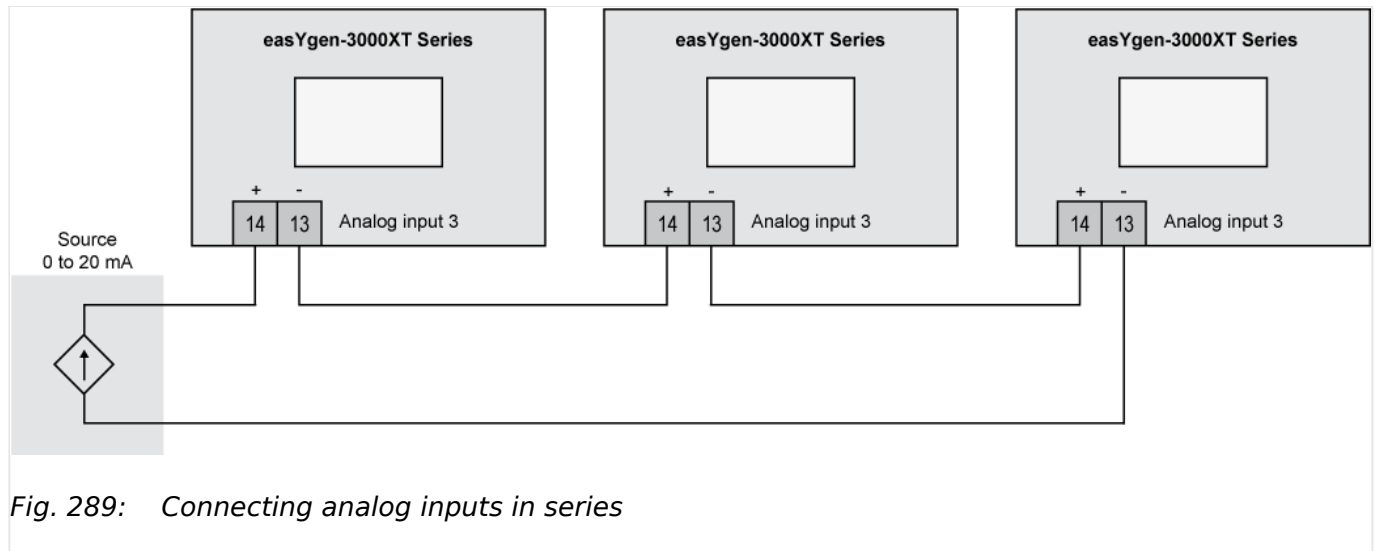 easYgen-3000XT Series easYgen-3000XT Series easYgen-3000XT Series
+ - + - + -
14 13 Analog input 3 14 13 Analog input 3 14 13 Analog input 3
Source
0 to 20 mA
Fig. 289: Connecting analog inputs in series